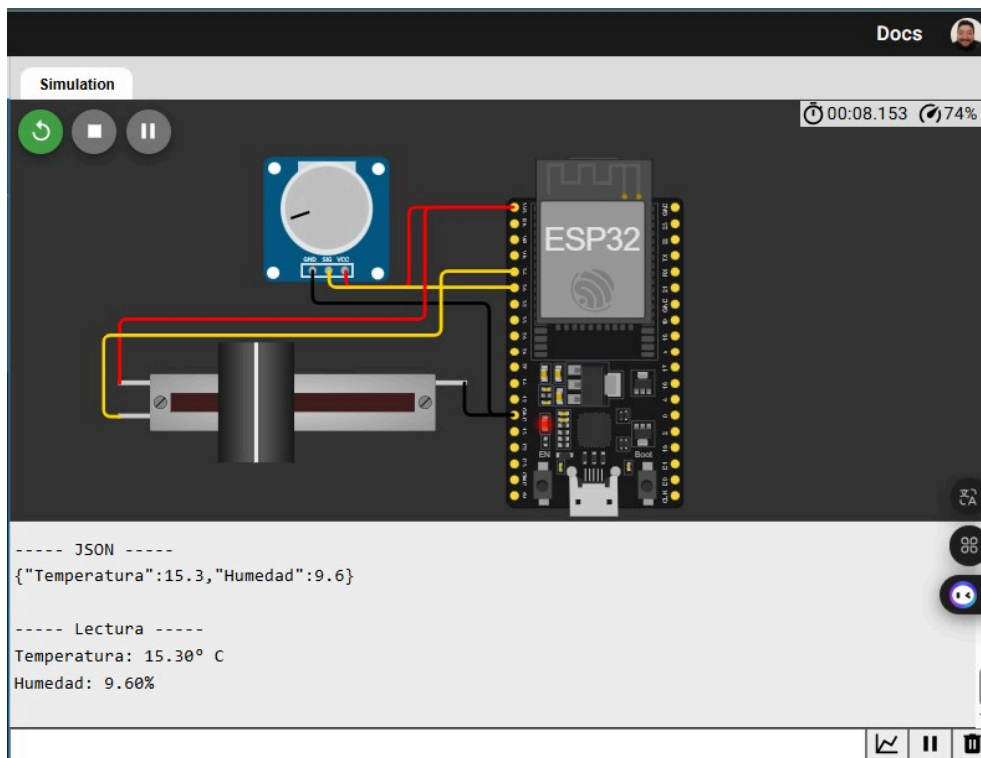 Docs
Simulation
00:08.153 74%
GND SIG VCC
ESP32
EN Boot
----- JSON -----
{"Temperatura":15.3,"Humedad":9.6}
----- Lectura -----
Temperatura: 15.30° C
Humedad: 9.60%